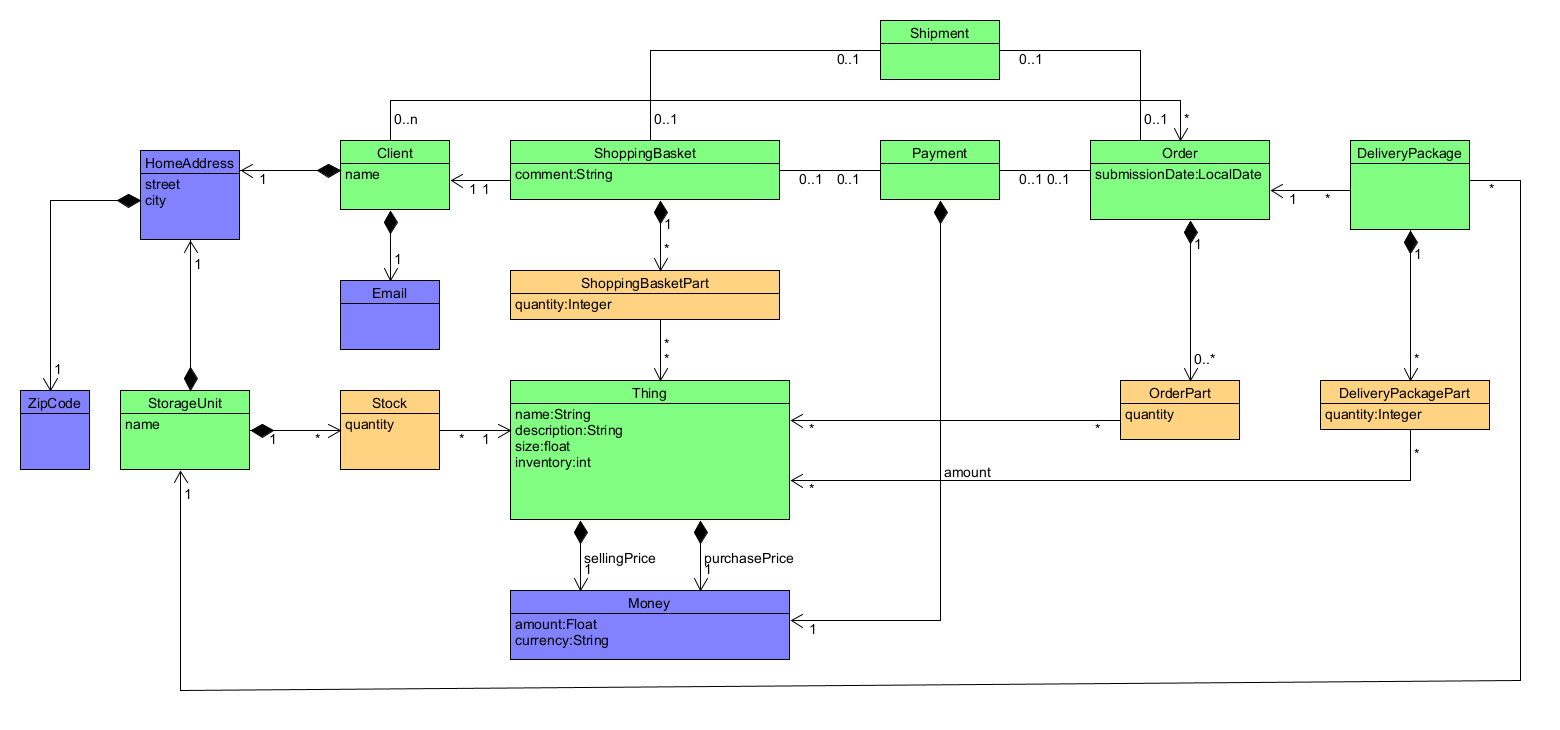 Shipment
0..1
0..1
0..n
0..1
*
0..1
HomeAddress
street
city
1
Client
name
1 1
ShoppingBasket
comment:String
0..1
0..1
Payment
0..1 0..1
Order
submissionDate:LocalDate
1
*
DeliveryPackage
*
1
*
1
1
1
1
Email
ShoppingBasketPart
quantity:Integer
*
*
0..*
*
1
ZipCode
StorageUnit
name
1
*
Stock
quantity
*
1
Thing
name:String
description:String
size:float
inventory:int
*
*
OrderPart
quantity
DeliveryPackagePart
quantity:Integer
*
amount
*
1
sellingPrice
1
purchasePrice
1
Money
amount:Float
currency:String
1